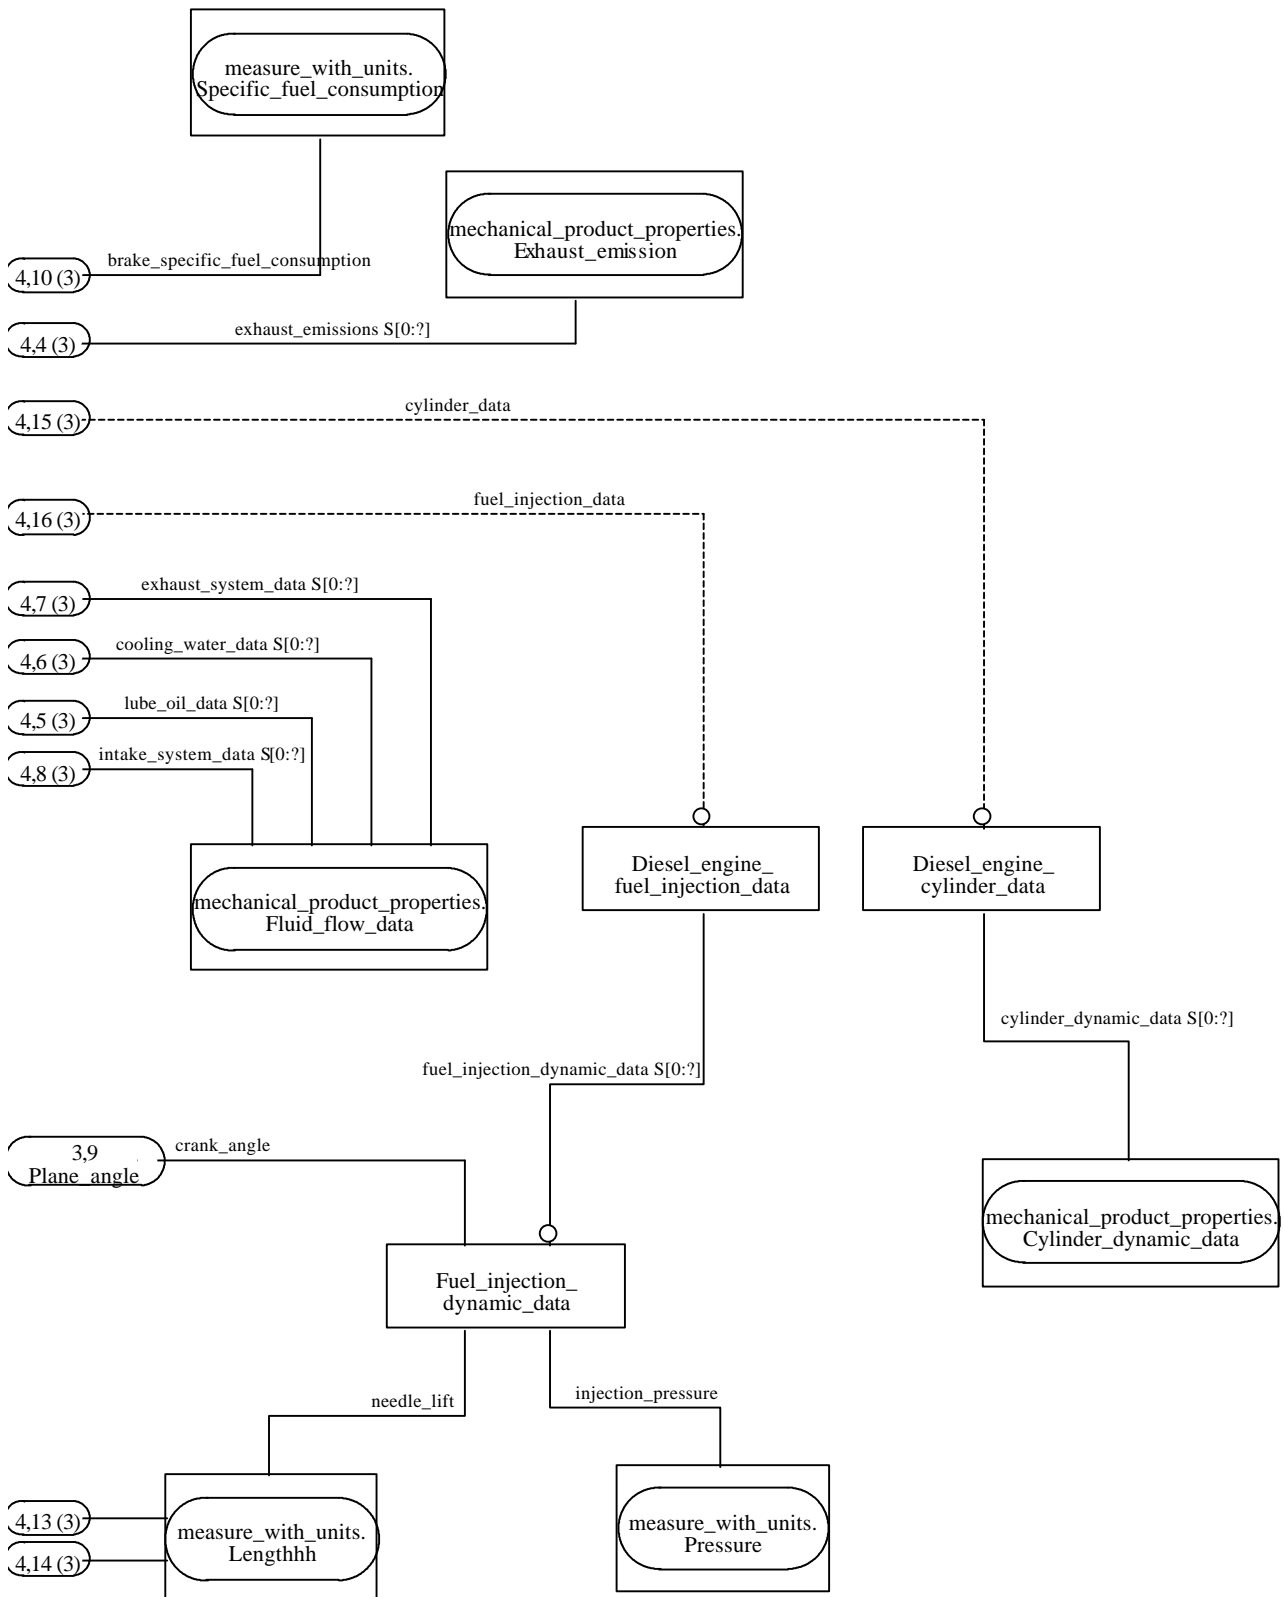 measure_with_units.
Specific_fuel_consumption
mechanical_product_properties.
Exhaust_emission
brake_specific_fuel_consumption
4,10 (3)
exhaust_emissions S[0:?]
4,4 (3)
cylinder_data
4,15 (3)
fuel_injection_data
4,16 (3)
exhaust_system_data S[0:?]
4,7 (3)
cooling_water_data S[0:?]
4,6 (3)
lube_oil_data S[0:?]
4,5 (3)
intake_system_data S[0:?]
4,8 (3)
Diesel_engine_
fuel_injection_data
Diesel_engine_
cylinder_data
mechanical_product_properties.
Fluid_flow_data
cylinder_dynamic_data S[0:?]
fuel_injection_dynamic_data S[0:?]
3,9
Plane_angle
crank_angle
mechanical_product_properties.
Cylinder_dynamic_data
Fuel_injection_
dynamic_data
needle_lift
injection_pressure
4,13 (3)
4,14 (3)
measure_with_units.
Lengthhh
measure_with_units.
Pressure